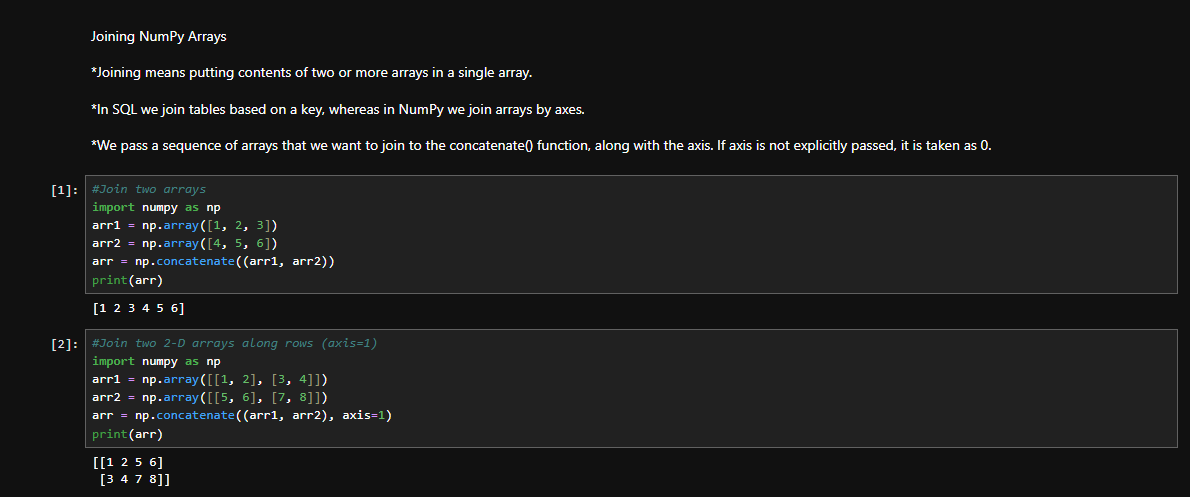 Joining NumPy Arrays
*Joining means putting contents of two or more arrays in a single array.
*In SQL we join tables based on a key, whereas in NumPy we join arrays by axes.
*We pass a sequence of arrays that we want to join to the concatenate() function, along with the axis. If axis is not explicitly passed, it is taken as 0.
[1]: #Join two arrays
import numpy as np
arr1 = np.array([1, 2, 3])
arr2 = np.array([4, 5, 6])
arr = np.concatenate((arr1, arr2))
print(arr)
[1 2 3 4 5 6]
[2]: #Join two 2-D arrays along rows (axis=1)
import numpy as np
arr1 = np.array([[1, 2], [3, 4]])
arr2 = np.array([[5, 6], [7, 8]])
arr = np.concatenate((arr1, arr2), axis=1)
print(arr)
[[1 2 5 6]
[3 4 7 8]]